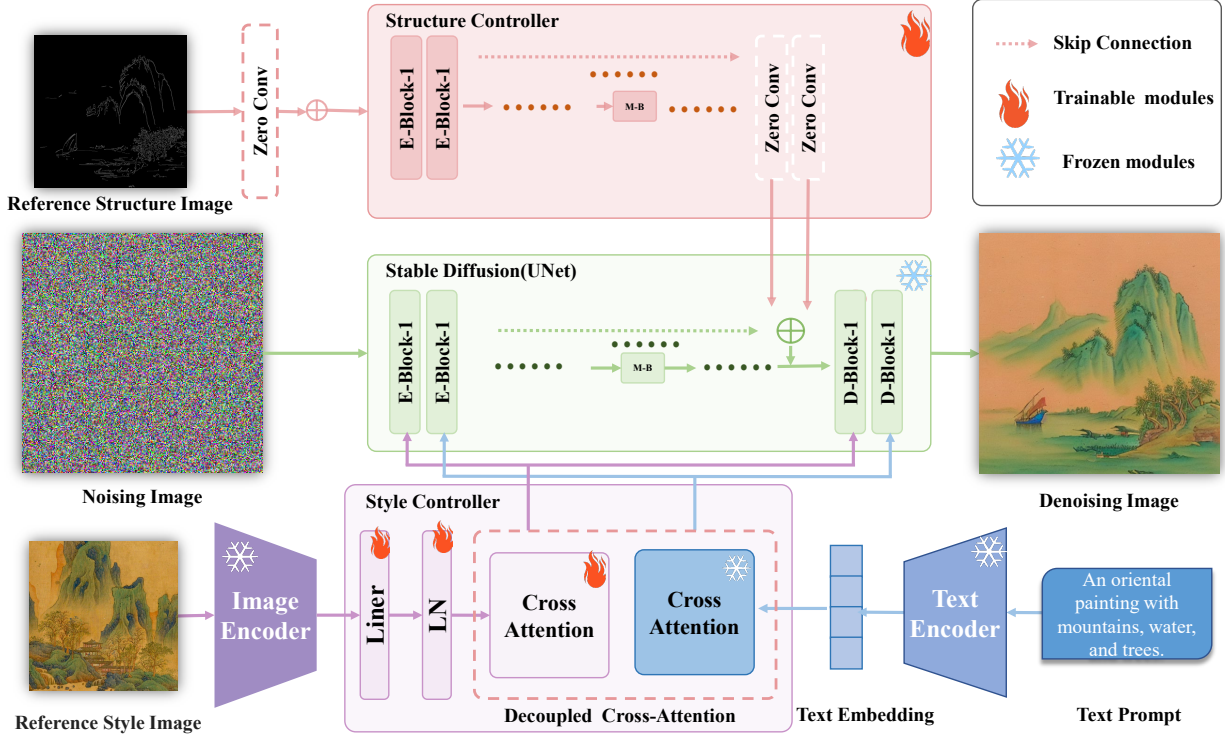 Structure Controller
E-Block-1
E-Block-1
M-B
Zero Conv
Zero Conv
Zero Conv
Reference Structure Image
Skip Connection
Trainable modules
Frozen modules
Stable Diffusion(UNet)
E-Block-1
E-Block-1
M-B
D-Block-1
D-Block-1
Noising Image
Denoising Image
Style Controller
Image
Encoder
Liner
LN
Cross
Attention
Cross
Attention
Text
Encoder
An oriental
painting with
mountains, water,
and trees.
Reference Style Image
Decoupled Cross-Attention
Text Embedding
Text Prompt